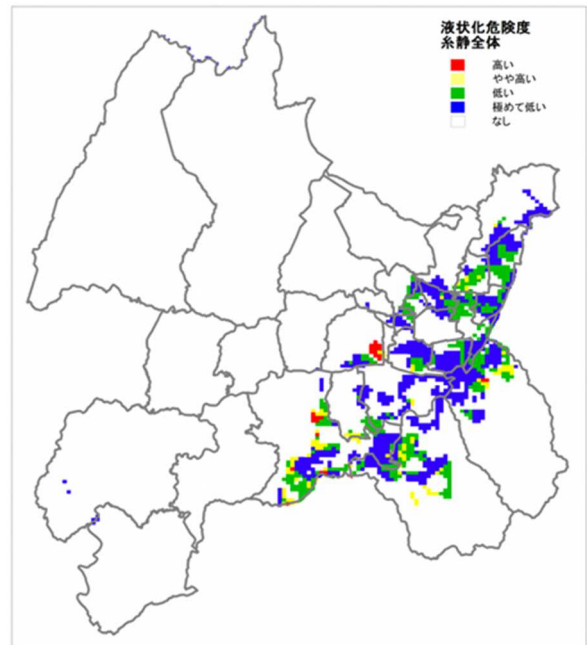 液状化危険度
糸静全体
高い
やや高い
低い
極めて低い
なし